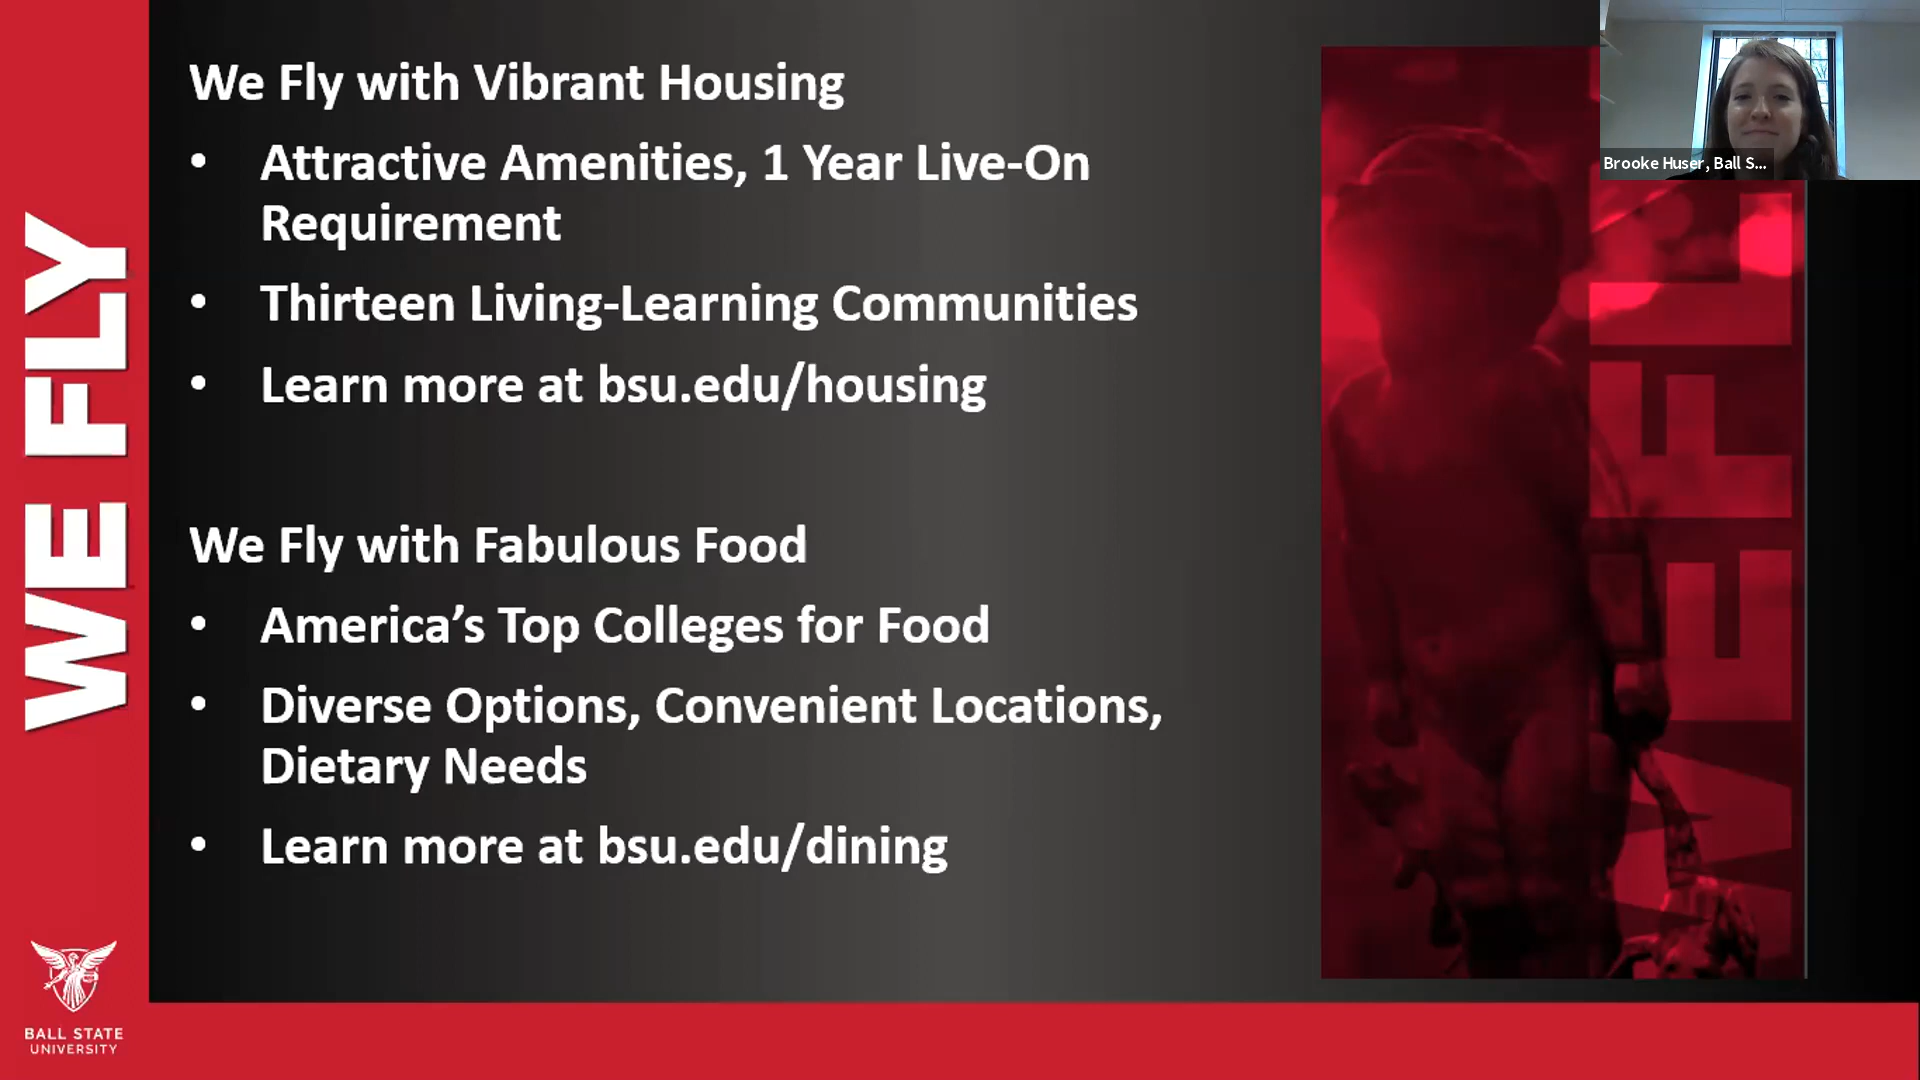 We Fly with Vibrant Housing
• Attractive Amenities, 1 Year Live-On
Requirement
• Thirteen Living-Learning Communities
• Learn more at bsu.edu/housing
We Fly with Fabulous Food
• America’s Top Colleges for Food
• Diverse Options, Convenient Locations,
Dietary Needs
• Learn more at bsu.edu/dining
WE FLY
BALL STATE
UNIVERSITY
WE FL
Brooke Huser, Ball S...